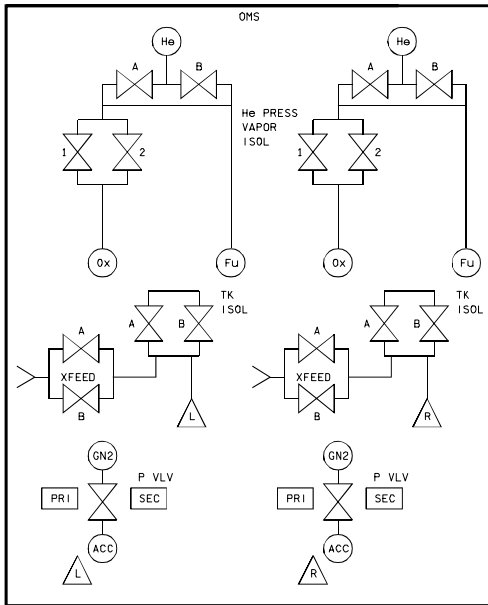 OMS
He
He
A
B
A
B
He PRESS
VAPOR
ISOL
1
2
1
2
Ox
Fu
Ox
Fu
TK
ISOL
TK
ISOL
A
B
A
B
A
A
XFEED
XFEED
B
B
L
R
GN2
GN2
P VLV
P VLV
PRI
SEC
PRI
SEC
ACC
ACC
L
R